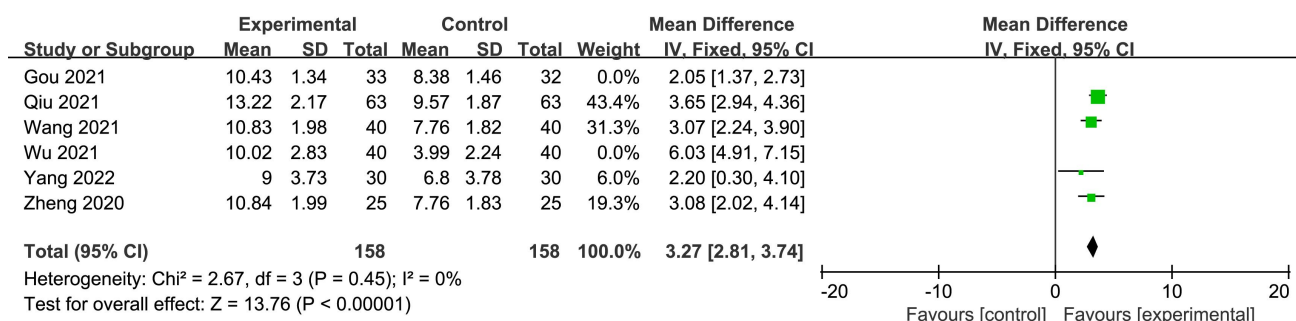 Experimental Control Mean Difference Mean Difference
Study or Subgroup Mean SD Total Mean SD Total Weight IV, Fixed, 95% CI IV, Fixed, 95% CI
Gou 2021 10.43 1.34 33 8.38 1.46 32 0.0% 2.05 [1.37, 2.73]
Qiu 2021 13.22 2.17 63 9.57 1.87 63 43.4% 3.65 [2.94, 4.36]
Wang 2021 10.83 1.98 40 7.76 1.82 40 31.3% 3.07 [2.24, 3.90]
Wu 2021 10.02 2.83 40 3.99 2.24 40 0.0% 6.03 [4.91, 7.15]
Yang 2022 9 3.73 30 6.8 3.78 30 6.0% 2.20 [0.30, 4.10]
Zheng 2020 10.84 1.99 25 7.76 1.83 25 19.3% 3.08 [2.02, 4.14]
Total (95% CI) 158 158 100.0% 3.27 [2.81, 3.74]
Heterogeneity: Chi² = 2.67, df = 3 (P = 0.45); I² = 0%
Test for overall effect: Z = 13.76 (P < 0.00001)
-20 -10 0 10 20
Favours [control] Favours [experimental]